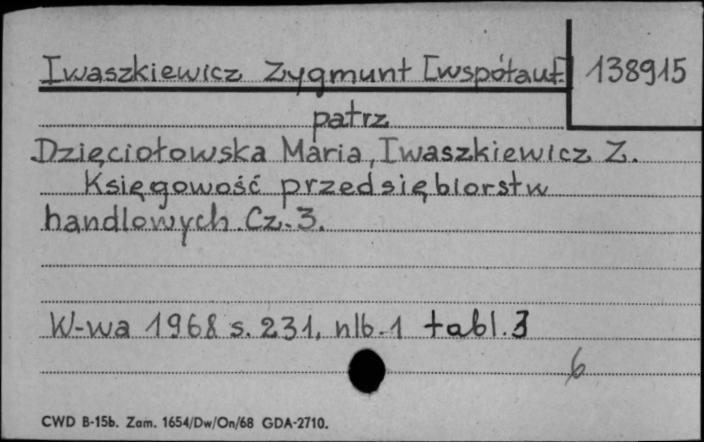 Iwaszkiewicz Zygmunt [współaut.] 138915
patrz
Dzięciołowska Maria, Iwaszkiewicz Z.
Księgowość przedsiębiorstw
handlowych. Cz. 3.
W-wa 1968 s. 231, nlb. 1 tabl. 3
6
CWD B-15b. Zam. 1654/Dw/On/68 GDA-2710.